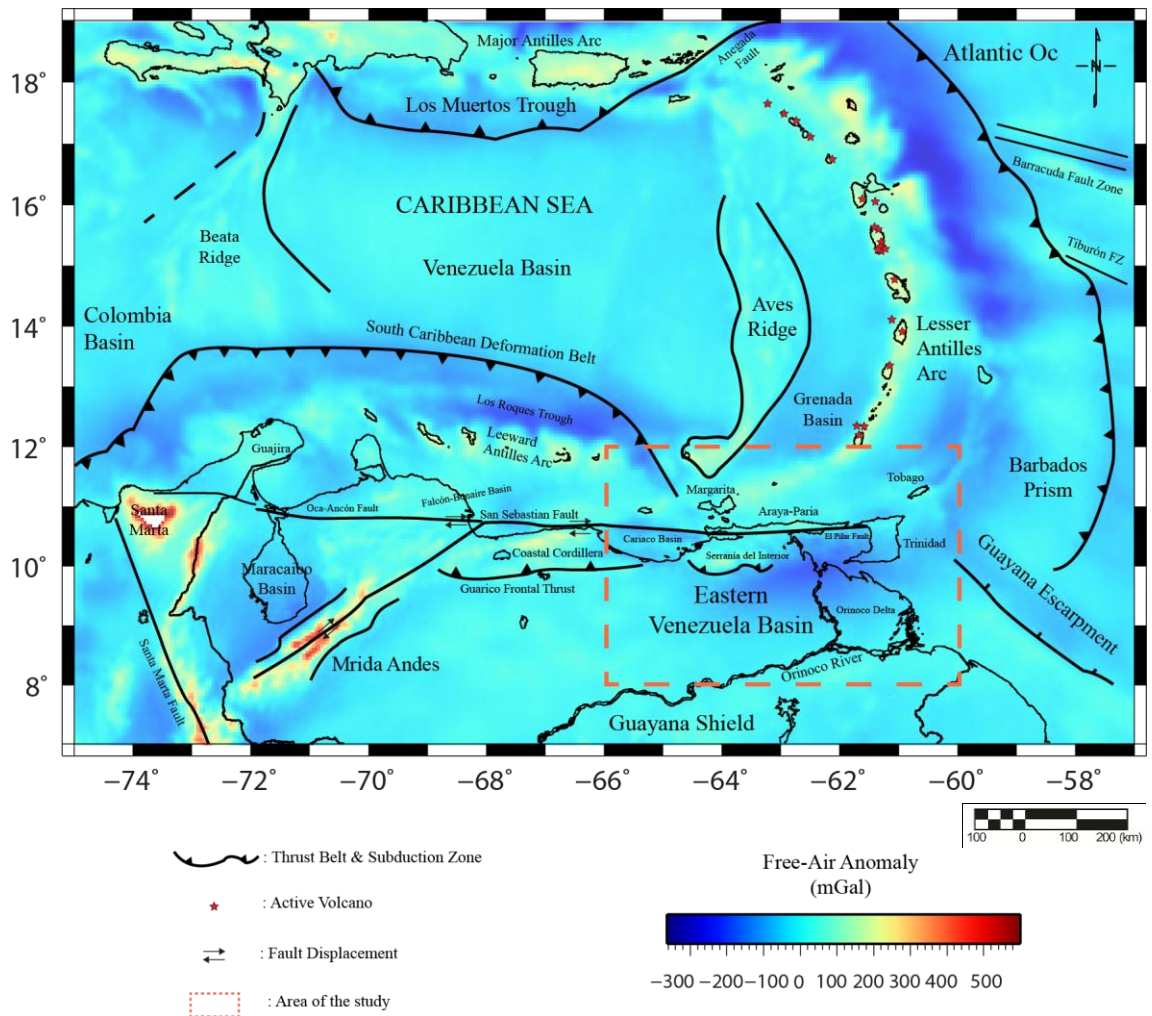 Major Antilles Arc
Anegada
Fault
Atlantic Oc
N
18°
Los Muertos Trough
Barracuda Fault Zone
16°
CARIBBEAN SEA
Beata
Ridge
Venezuela Basin
Tiburón FZ
Aves
Ridge
14°
Colombia
Basin
South Caribbean Deformation Belt
Lesser
Antilles
Arc
Grenada
Basin
Los Roques Trough
12°
Guajira
Leeward
Antilles Arc
Barbados
Prism
Tobago
Margarita
Falcón-Bonaire Basin
Santa
Marta
Oca-Ancón Fault
San Sebastian Fault
Araya-Paria
Cariaco Basin
El Pilar Fault
Trinidad
Coastal Cordillera
Serranía del Interior
10°
Maracaibo
Basin
Guarico Frontal Thrust
Guayana Escarpment
Eastern
Venezuela Basin
Orinoco Delta
Santa Marta Fault
Mrida Andes
Orinoco River
8°
Guayana Shield
−74° −72° −70° −68° −66° −64° −62° −60° −58°
100 0 100 200 (km)
: Thrust Belt & Subduction Zone
: Active Volcano
: Fault Displacement
: Area of the study
Free-Air Anomaly
(mGal)
−300 −200 −100 0 100 200 300 400 500